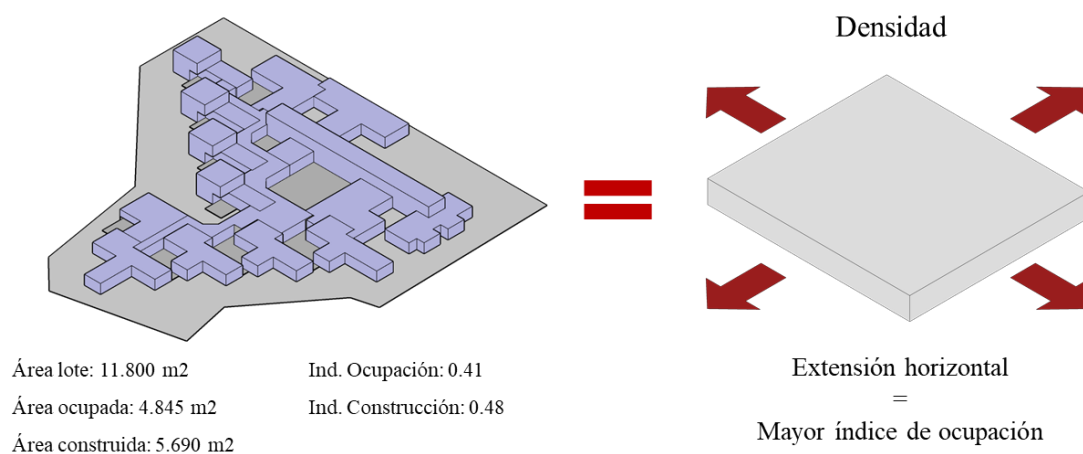 Densidad
Área lote: 11.800 m2
Ind. Ocupación: 0.41
Área ocupada: 4.845 m2
Ind. Construcción: 0.48
Área construida: 5.690 m2
Extensión horizontal
=
Mayor índice de ocupación